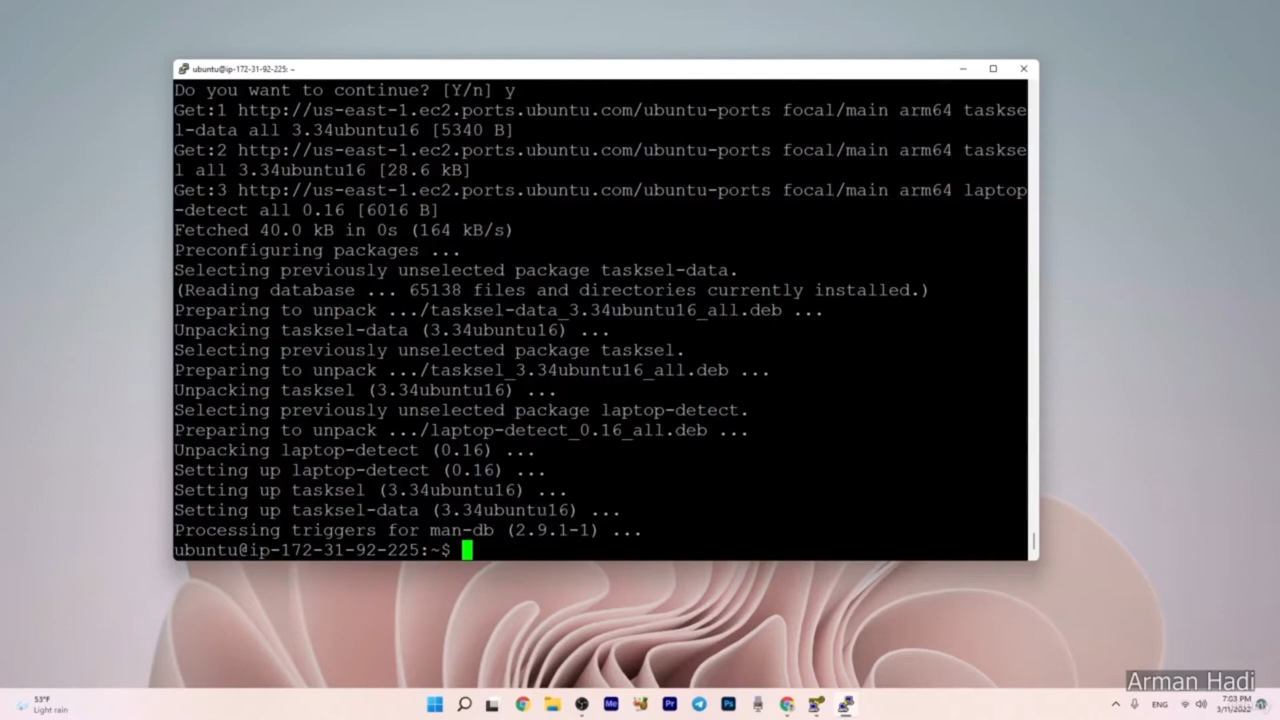 ubuntu@ip-172-31-92-225: ~
Do you want to continue? [Y/n] y
Get:1 http://us-east-1.ec2.ports.ubuntu.com/ubuntu-ports focal/main arm64 taskse
l-data all 3.34ubuntu16 [5340 B]
Get:2 http://us-east-1.ec2.ports.ubuntu.com/ubuntu-ports focal/main arm64 taskse
l all 3.34ubuntu16 [28.6 kB]
Get:3 http://us-east-1.ec2.ports.ubuntu.com/ubuntu-ports focal/main arm64 laptop
-detect all 0.16 [6016 B]
Fetched 40.0 kB in 0s (164 kB/s)
Preconfiguring packages ...
Selecting previously unselected package tasksel-data.
(Reading database ... 65138 files and directories currently installed.)
Preparing to unpack .../tasksel-data_3.34ubuntu16_all.deb ...
Unpacking tasksel-data (3.34ubuntu16) ...
Selecting previously unselected package tasksel.
Preparing to unpack .../tasksel_3.34ubuntu16_all.deb ...
Unpacking tasksel (3.34ubuntu16) ...
Selecting previously unselected package laptop-detect.
Preparing to unpack .../laptop-detect_0.16_all.deb ...
Unpacking laptop-detect (0.16) ...
Setting up laptop-detect (0.16) ...
Setting up tasksel (3.34ubuntu16) ...
Setting up tasksel-data (3.34ubuntu16) ...
Processing triggers for man-db (2.9.1-1) ...
ubuntu@ip-172-31-92-225:~$
Arman Hadi
53°F
Light rain
Me
Pr
Ps
ENG
7:03 PM
3/11/2022